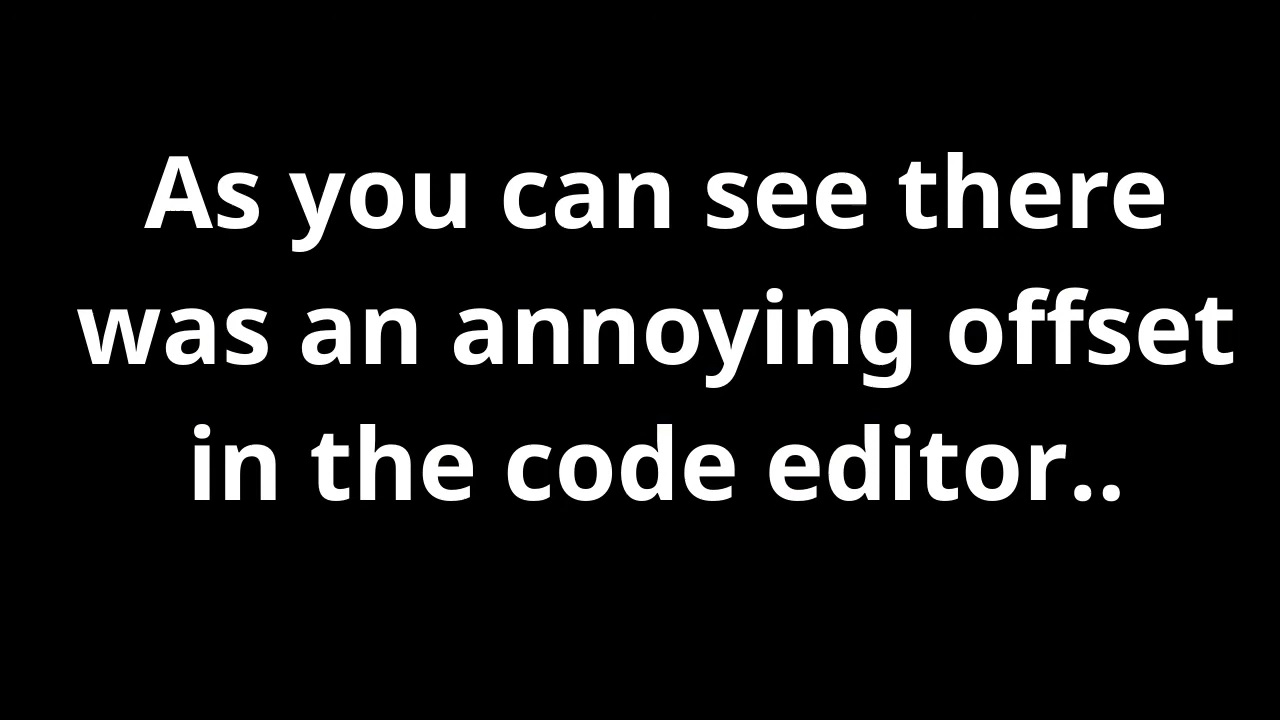 As you can see there
was an annoying offset
in the code editor..